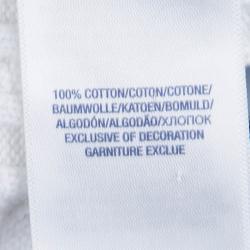 100% COTTON/COTON/COTONE/
BAUMWOLLE/KATOEN/BOMULD/
ALGODÓN/ALGODÃO/ХЛОПОК
EXCLUSIVE OF DECORATION
GARNITURE EXCLUE